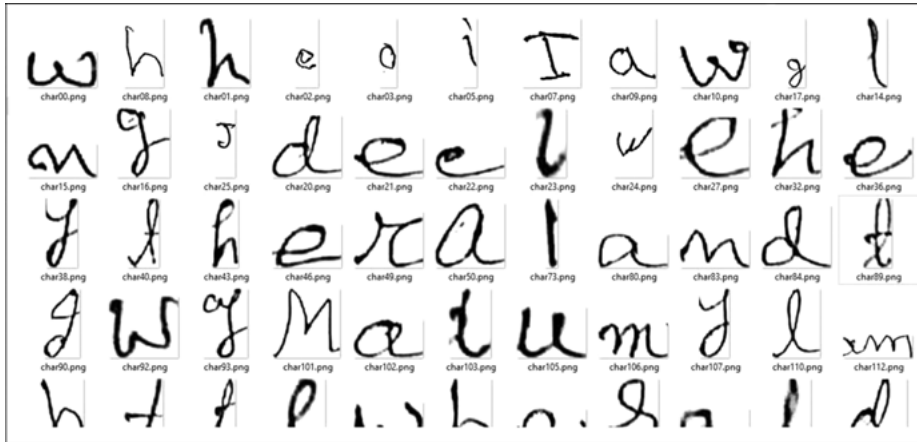 w h h a o i I a w g l
char00.png char08.png char01.png char02.png char03.png char05.png char07.png char09.png char10.png char17.png char14.png
n g J d e e l w e h e
char15.png char16.png char25.png char20.png char21.png char22.png char23.png char24.png char27.png char32.png char36.png
y t h e r a l a n d t
char38.png char40.png char43.png char46.png char49.png char50.png char73.png char80.png char83.png char84.png char89.png
g w y M a t u m y l m
char90.png char92.png char93.png char101.png char102.png char103.png char105.png char106.png char107.png char110.png char112.png
h t t l w h a l d